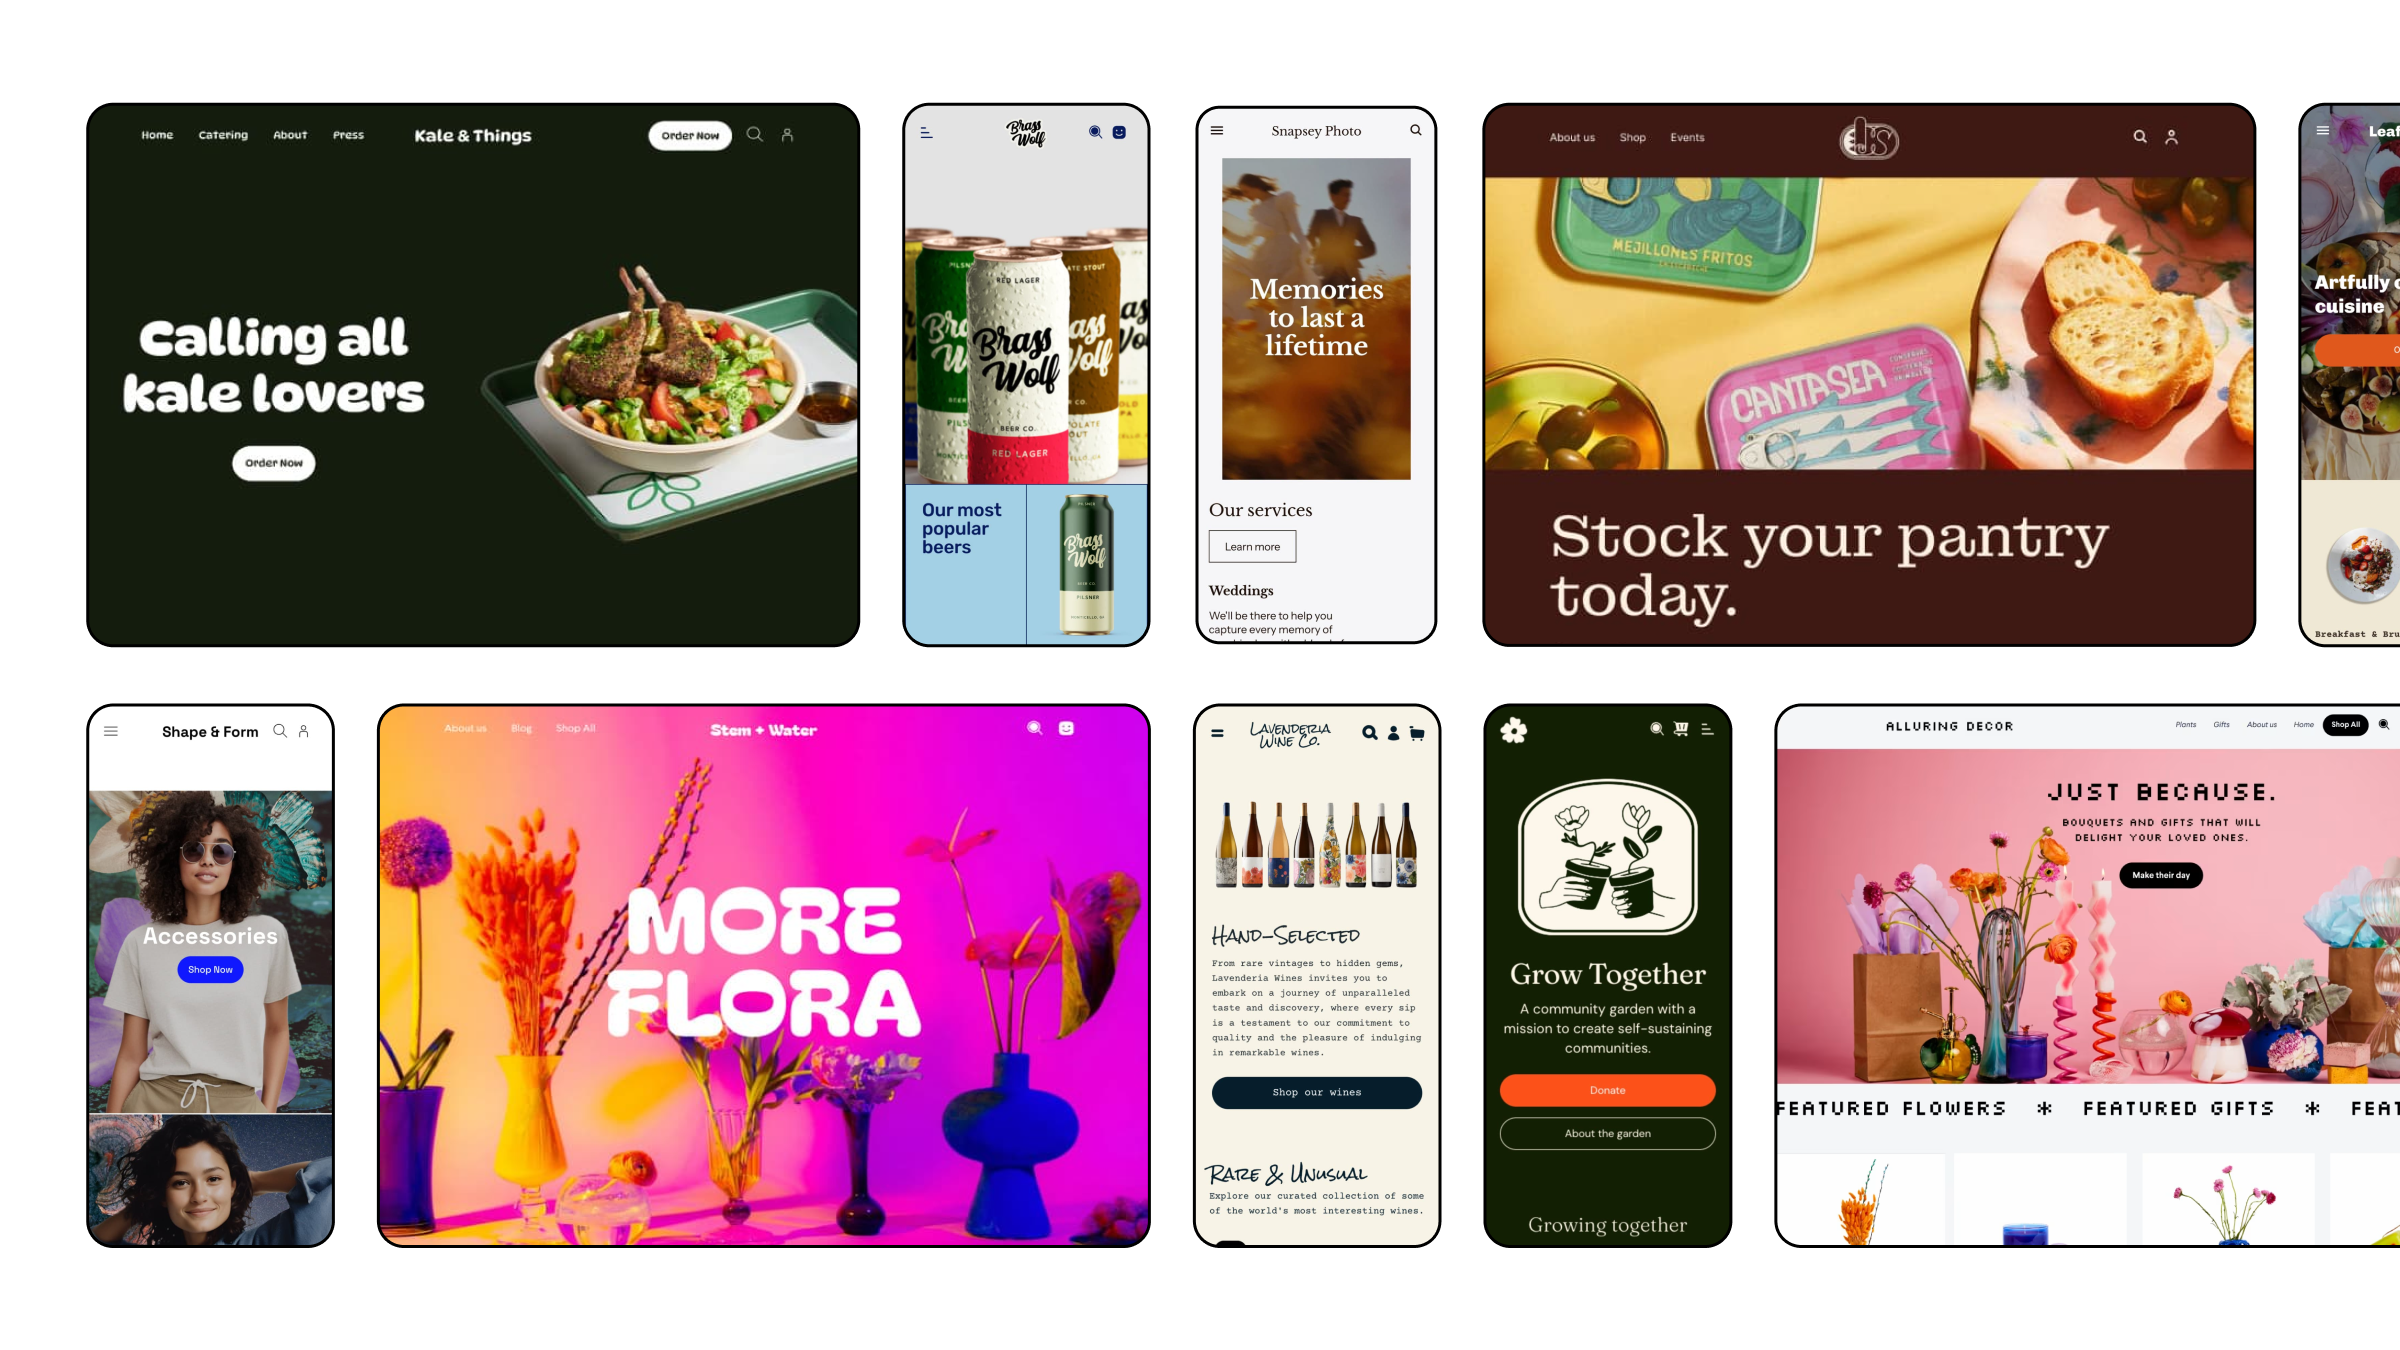 Home Catering About Press Kale & Things Order Now
Calling all
kale lovers
Order Now
Brass
Wolf
RED LAGER
Brass
Wolf
BEER CO.
RED LAGER
Our most
popular
beers
PILSNER
Brass
Wolf
BEER CO.
PILSNER
Snapsey Photo
Memories
to last a
lifetime
Our services
Learn more
Weddings
We'll be there to help you
capture every memory of
About us Shop Events
MEJILLONES FRITOS
CANTASEA
Stock your pantry
today.
Leaf
Artfully
cuisine
Breakfast & Bru
Shape & Form
Accessories
Shop Now
About us Blog Shop All Stem + Water
MORE
FLORA
LAVENDERIA
WINE CO.
HAND-SELECTED
From rare vintages to hidden gems,
Lavenderia Wines invites you to
embark on a journey of unparalleled
taste and discovery, where every sip
is a testament to our commitment to
quality and the pleasure of indulging
in remarkable wines.
Shop our wines
RARE & UNUSUAL
Explore our curated collection of some
of the world's most interesting wines.
Grow Together
A community garden with a
mission to create self-sustaining
communities.
Donate
About the garden
Growing together
ALLURING DECOR Plants Gifts About us Home Shop All
JUST BECAUSE.
BOUQUETS AND GIFTS THAT WILL
DELIGHT YOUR LOVED ONES.
Make their day
FEATURED FLOWERS * FEATURED GIFTS * FEAT